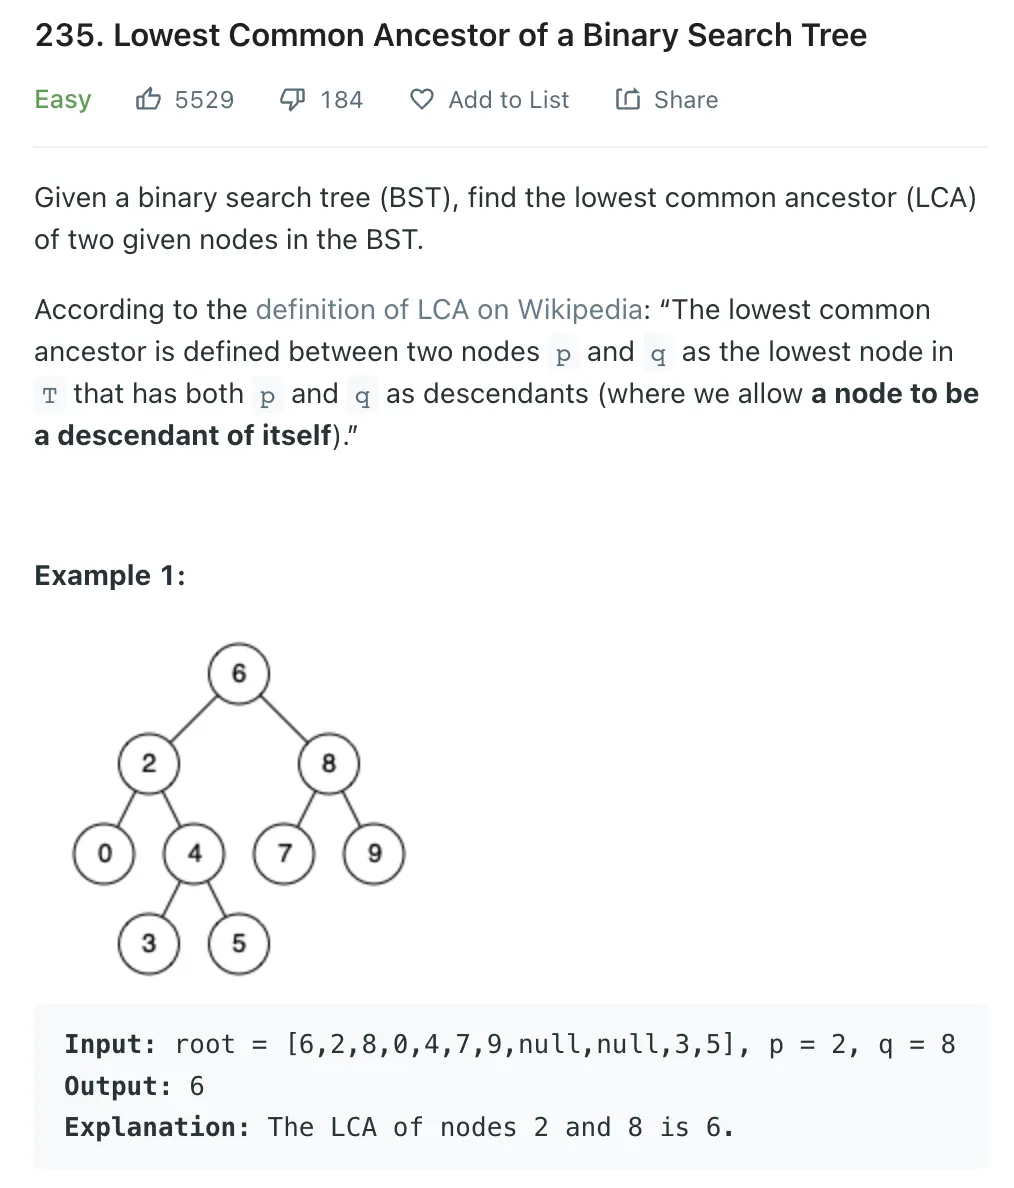 235. Lowest Common Ancestor of a Binary Search Tree
Easy 5529 184 Add to List Share
Given a binary search tree (BST), find the lowest common ancestor (LCA)
of two given nodes in the BST.
According to the definition of LCA on Wikipedia: “The lowest common
ancestor is defined between two nodes p and q as the lowest node in
T that has both p and q as descendants (where we allow a node to be
a descendant of itself).”
Example 1:
6
2 8
0 4 7 9
3 5
Input: root = [6,2,8,0,4,7,9,null,null,3,5], p = 2, q = 8
Output: 6
Explanation: The LCA of nodes 2 and 8 is 6.